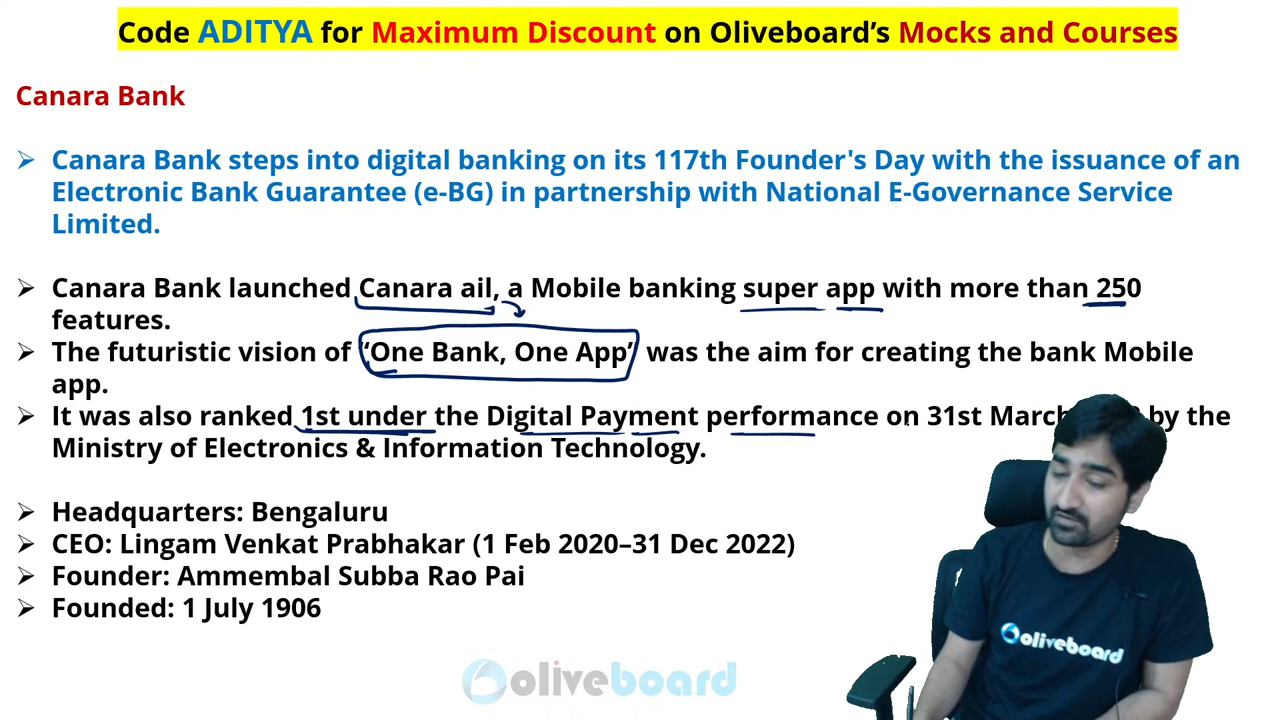 Code ADITYA for Maximum Discount on Oliveboard’s Mocks and Courses
Canara Bank
Canara Bank steps into digital banking on its 117th Founder's Day with the issuance of an
Electronic Bank Guarantee (e-BG) in partnership with National E-Governance Service
Limited.
Canara Bank launched Canara ail, a Mobile banking super app with more than 250
features.
The futuristic vision of “One Bank, One App” was the aim for creating the bank Mobile
app.
It was also ranked 1st under the Digital Payment performance on 31st March by the
Ministry of Electronics & Information Technology.
Headquarters: Bengaluru
CEO: Lingam Venkat Prabhakar (1 Feb 2020–31 Dec 2022)
Founder: Ammembal Subba Rao Pai
Founded: 1 July 1906
oliveboard
oliveboard